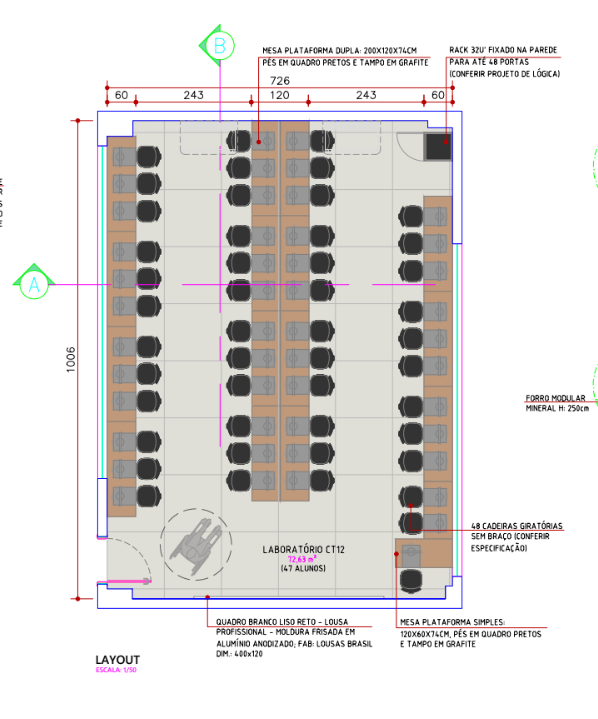 B
MESA PLATAFORMA DUPLA: 200X120X74CM
PÉS EM QUADRO PRETOS E TAMPO EM GRAFITE
RACK 32U' FIXADO NA PAREDE
PARA ATÉ 48 PORTAS
(CONFERIR PROJETO DE LÓGICA)
726
60 243 120 243 60
A
1006
FORRO MODULAR
MINERAL H: 250cm
48 CADEIRAS GIRATÓRIAS
SEM BRAÇO (CONFERIR
ESPECIFICAÇÃO)
LABORATÓRIO CT12
72,63 m²
(47 ALUNOS)
QUADRO BRANCO LISO RETO - LOUSA
PROFISSIONAL - MOLDURA FRISADA EM
ALUMÍNIO ANODIZADO; FAB: LOUSAS BRASIL
DIM.: 400x120
MESA PLATAFORMA SIMPLES:
120X60X74CM, PÉS EM QUADRO PRETOS
E TAMPO EM GRAFITE
LAYOUT
ESCALA: 1/50